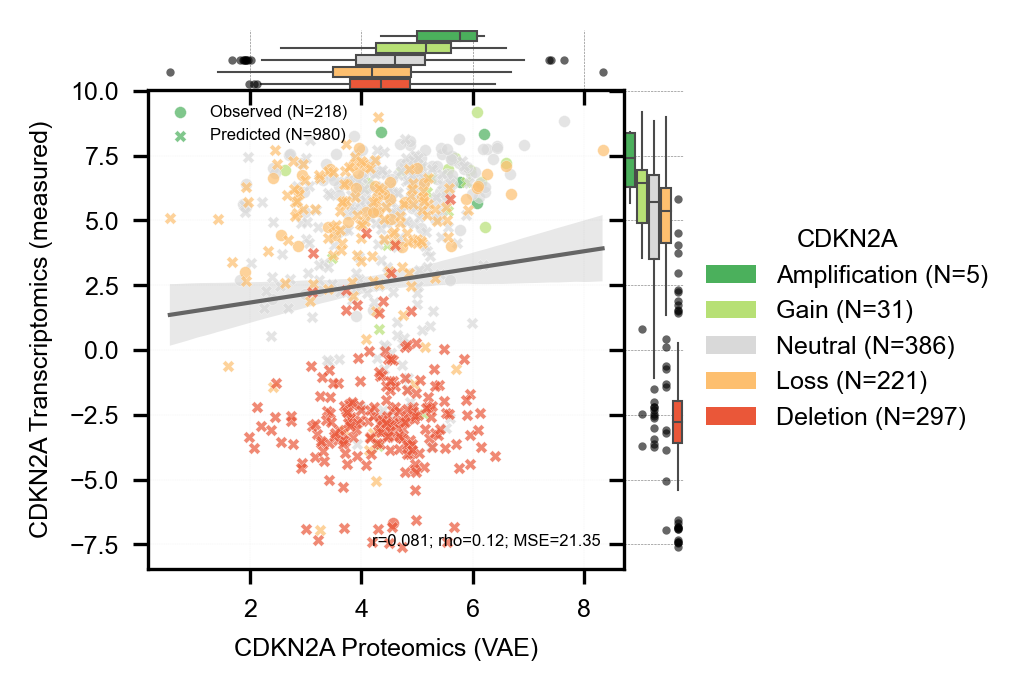 10.0
7.5
5.0
2.5
0.0
−2.5
−5.0
−7.5
CDKN2A Transcriptomics (measured)
Observed (N=218)
Predicted (N=980)
r=0.081; rho=0.12; MSE=21.35
2 4 6 8
CDKN2A Proteomics (VAE)
CDKN2A
Amplification (N=5)
Gain (N=31)
Neutral (N=386)
Loss (N=221)
Deletion (N=297)